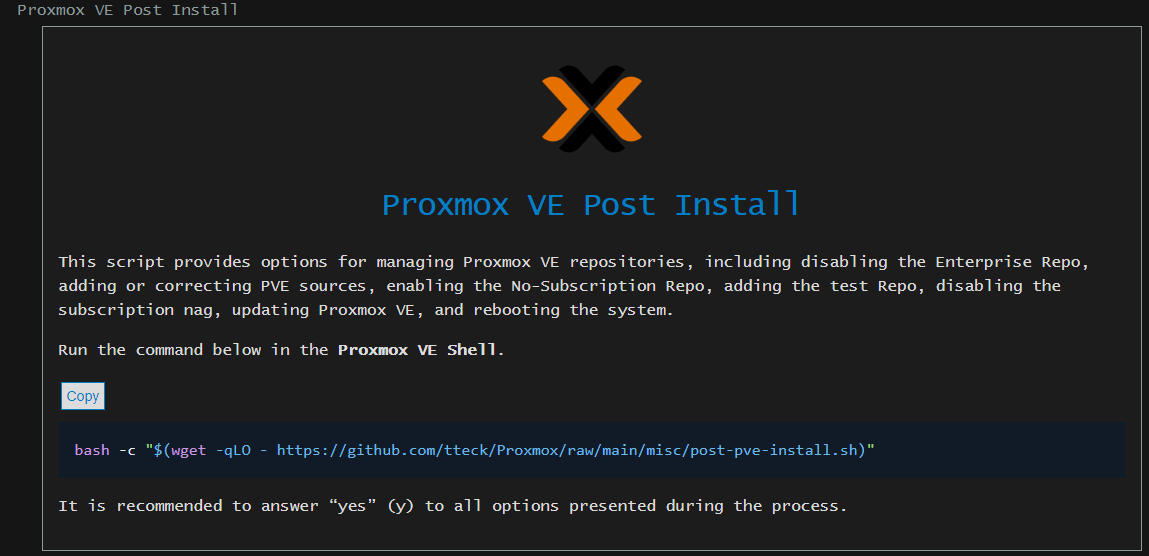 Proxmox VE Post Install
Proxmox VE Post Install
This script provides options for managing Proxmox VE repositories, including disabling the Enterprise Repo,
adding or correcting PVE sources, enabling the No-Subscription Repo, adding the test Repo, disabling the
subscription nag, updating Proxmox VE, and rebooting the system.
Run the command below in the Proxmox VE Shell.
Copy
bash -c "$(wget -qLO - https://github.com/tteck/Proxmox/raw/main/misc/post-pve-install.sh)"
It is recommended to answer “yes” (y) to all options presented during the process.